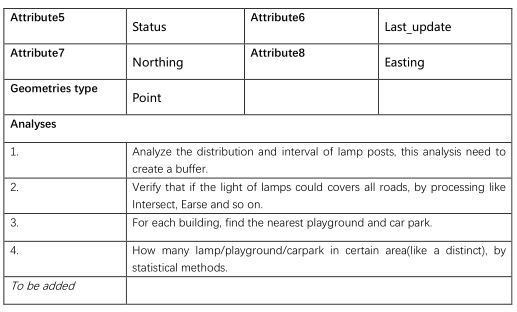 Attribute5 Status Attribute6 Last_update
Attribute7 Northing Attribute8 Easting
Geometries type Point
Analyses
1. Analyze the distribution and interval of lamp posts, this analysis need to
create a buffer.
2. Verify that if the light of lamps could covers all roads, by processing like
Intersect, Earse and so on.
3. For each building, find the nearest playground and car park.
4. How many lamp/playground/carpark in certain area(like a distinct), by
statistical methods.
To be added